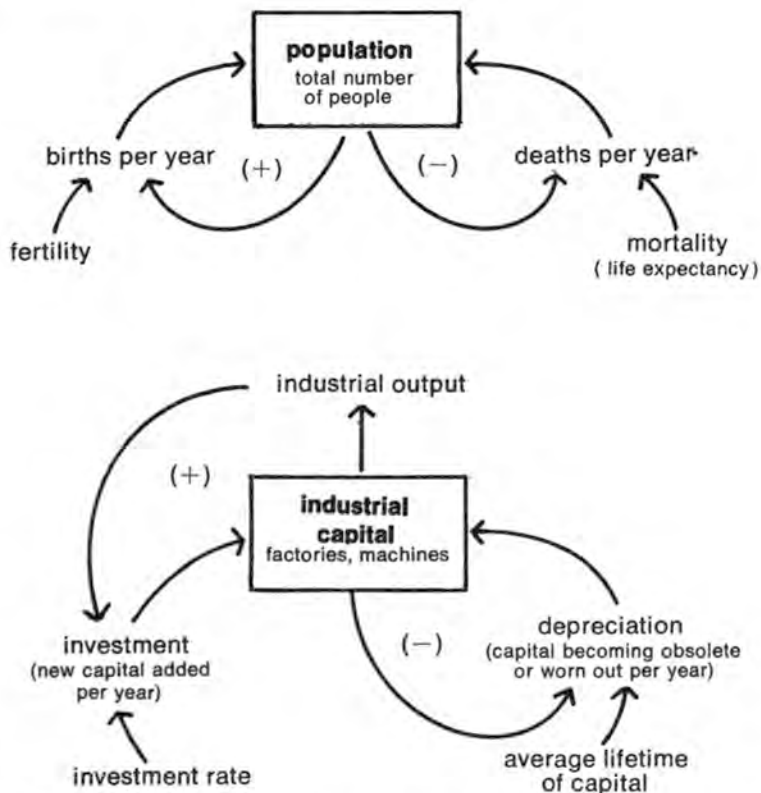 population
total number
of people
births per year
(+)
(−)
deaths per year
fertility
mortality
( life expectancy)
industrial output
(+)
industrial
capital
factories, machines
investment
(new capital added
per year)
(−)
depreciation
(capital becoming obsolete
or worn out per year)
investment rate
average lifetime
of capital